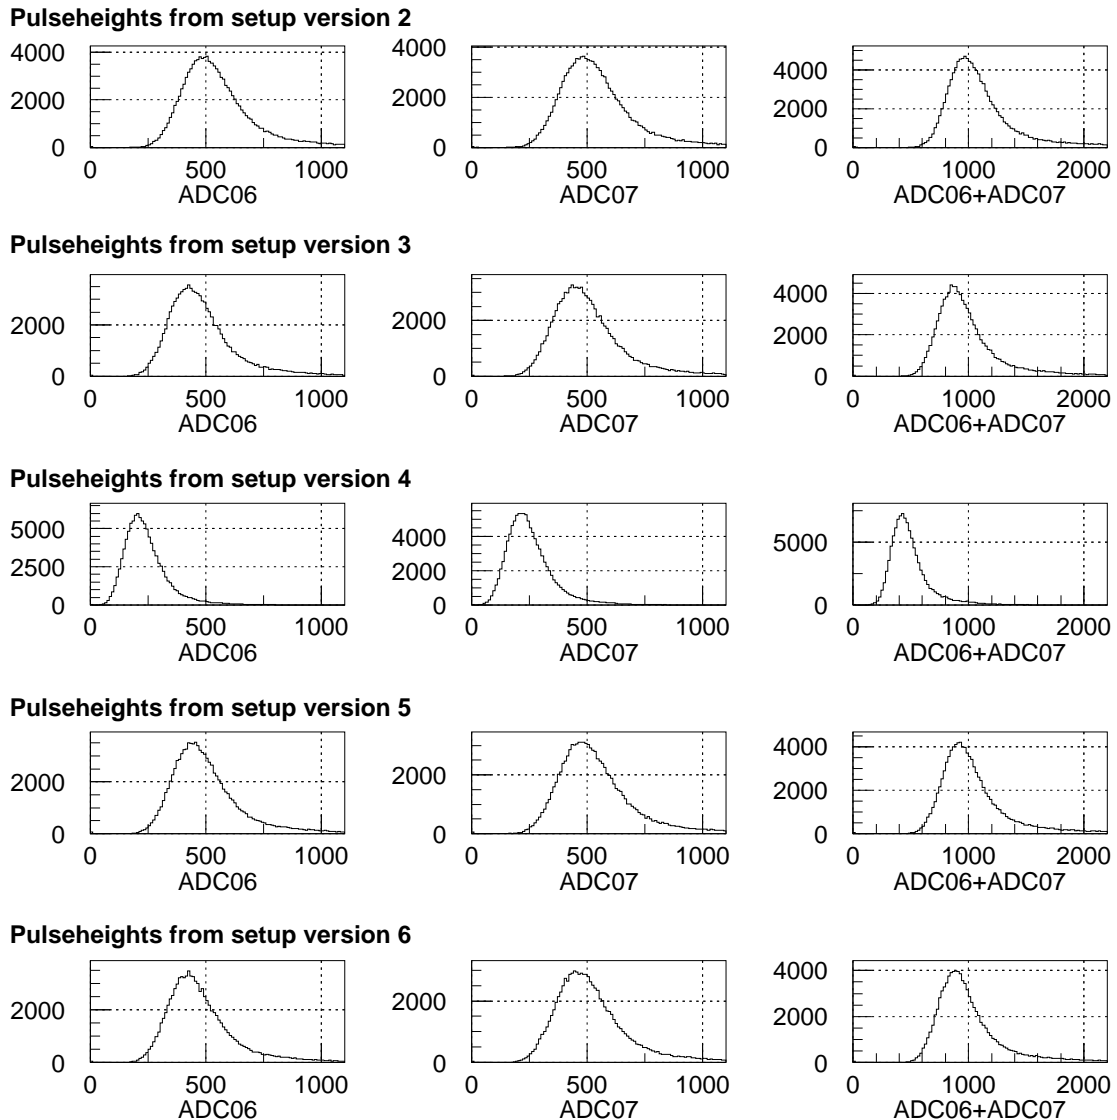 Pulseheights from setup version 2
4000 4000 4000
2000 2000 2000
0 0 0
0 500 1000 0 500 1000 0 1000 2000
ADC06 ADC07 ADC06+ADC07
Pulseheights from setup version 3
4000
2000 2000 2000
0 0 0
0 500 1000 0 500 1000 0 1000 2000
ADC06 ADC07 ADC06+ADC07
Pulseheights from setup version 4
5000 4000 5000
2500 2000
0 0 0
0 500 1000 0 500 1000 0 1000 2000
ADC06 ADC07 ADC06+ADC07
Pulseheights from setup version 5
4000
2000 2000 2000
0 0 0
0 500 1000 0 500 1000 0 1000 2000
ADC06 ADC07 ADC06+ADC07
Pulseheights from setup version 6
4000
2000 2000 2000
0 0 0
0 500 1000 0 500 1000 0 1000 2000
ADC06 ADC07 ADC06+ADC07